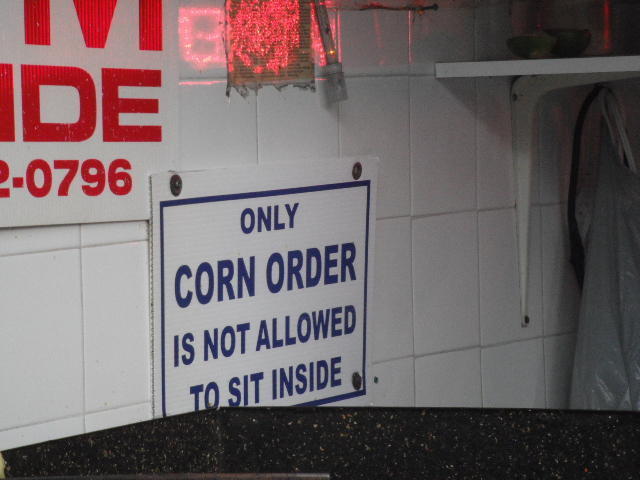 M
IDE
2-0796
ONLY
CORN ORDER
IS NOT ALLOWED
TO SIT INSIDE